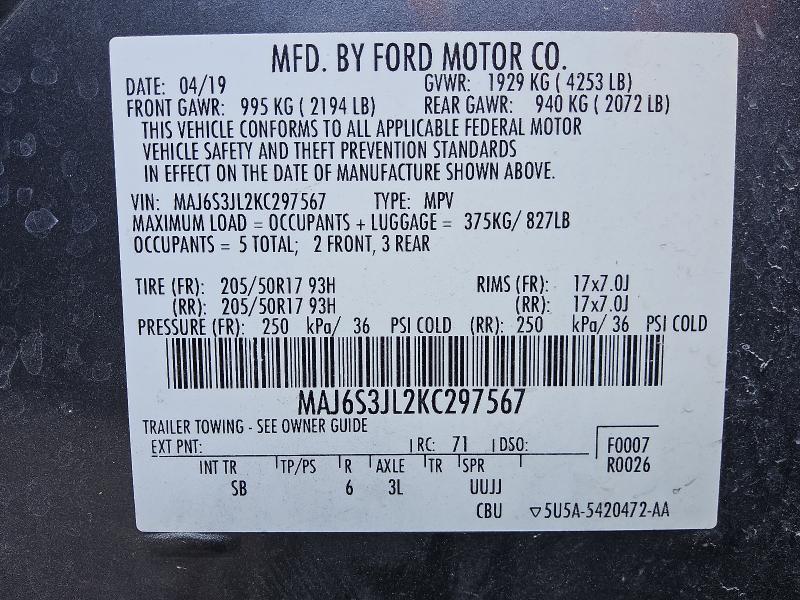 MFD. BY FORD MOTOR CO.
DATE: 04/19 GVWR: 1929 KG ( 4253 LB)
FRONT GAWR: 995 KG ( 2194 LB) REAR GAWR: 940 KG ( 2072 LB)
THIS VEHICLE CONFORMS TO ALL APPLICABLE FEDERAL MOTOR
VEHICLE SAFETY AND THEFT PREVENTION STANDARDS
IN EFFECT ON THE DATE OF MANUFACTURE SHOWN ABOVE.
VIN: MAJ6S3JL2KC297567 TYPE: MPV
MAXIMUM LOAD = OCCUPANTS + LUGGAGE = 375KG/ 827LB
OCCUPANTS = 5 TOTAL; 2 FRONT, 3 REAR
TIRE (FR): 205/50R17 93H RIMS (FR): 17x7.0J
(RR): 205/50R17 93H (RR): 17x7.0J
PRESSURE (FR): 250 kPa/ 36 PSI COLD (RR): 250 kPa/ 36 PSI COLD
MAJ6S3JL2KC297567
TRAILER TOWING - SEE OWNER GUIDE
EXT PNT: RC: 71 DSO: F0007
R0026
INT TR TP/PS R AXLE TR SPR
SB 6 3L UUJJ
CBU ▽5U5A-5420472-AA